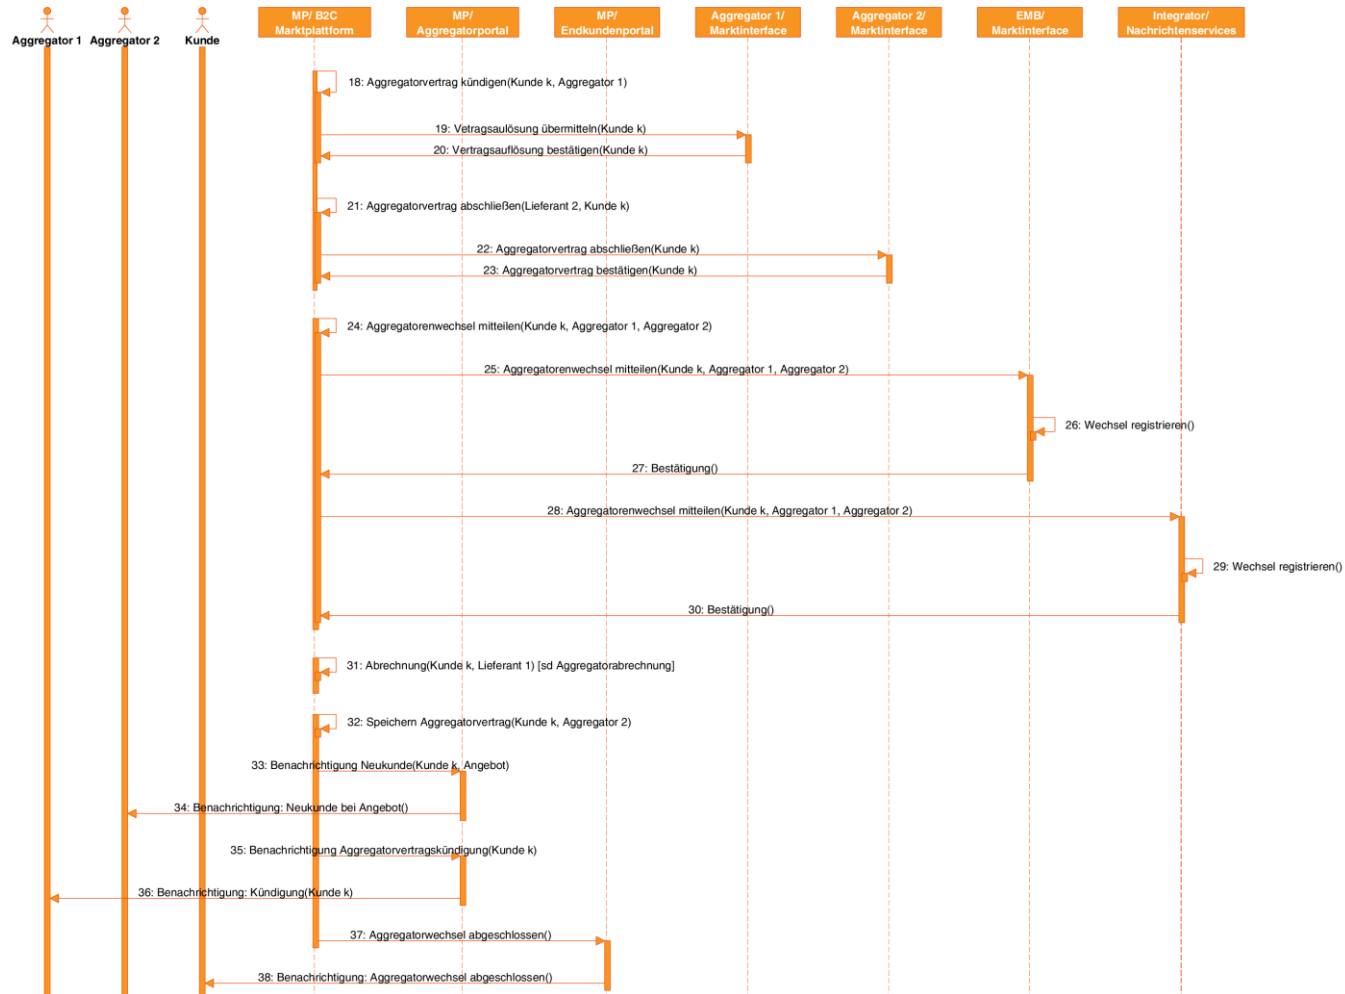 Aggregator 1
Aggregator 2
Kunde
MP/ B2C
Marktplattform
MP/
Aggregatorportal
MP/
Endkundenportal
Aggregator 1/
Marktinterface
Aggregator 2/
Marktinterface
EMB/
Marktinterface
Integrator/
Nachrichtenservices
18: Aggregatorvertrag kündigen(Kunde k, Aggregator 1)
19: Vetragsaulösung übermitteln(Kunde k)
20: Vertragsauflösung bestätigen(Kunde k)
21: Aggregatorvertrag abschließen(Lieferant 2, Kunde k)
22: Aggregatorvertrag abschließen(Kunde k)
23: Aggregatorvertrag bestätigen(Kunde k)
24: Aggregatorenwechsel mitteilen(Kunde k, Aggregator 1, Aggregator 2)
25: Aggregatorenwechsel mitteilen(Kunde k, Aggregator 1, Aggregator 2)
26: Wechsel registrieren()
27: Bestätigung()
28: Aggregatorenwechsel mitteilen(Kunde k, Aggregator 1, Aggregator 2)
29: Wechsel registrieren()
30: Bestätigung()
31: Abrechnung(Kunde k, Lieferant 1) [sd Aggregatorabrechnung]
32: Speichern Aggregatorvertrag(Kunde k, Aggregator 2)
33: Benachrichtigung Neukunde(Kunde k, Angebot)
34: Benachrichtigung: Neukunde bei Angebot()
35: Benachrichtigung Aggregatorvertragskündigung(Kunde k)
36: Benachrichtigung: Kündigung(Kunde k)
37: Aggregatorwechsel abgeschlossen()
38: Benachrichtigung: Aggregatorwechsel abgeschlossen()